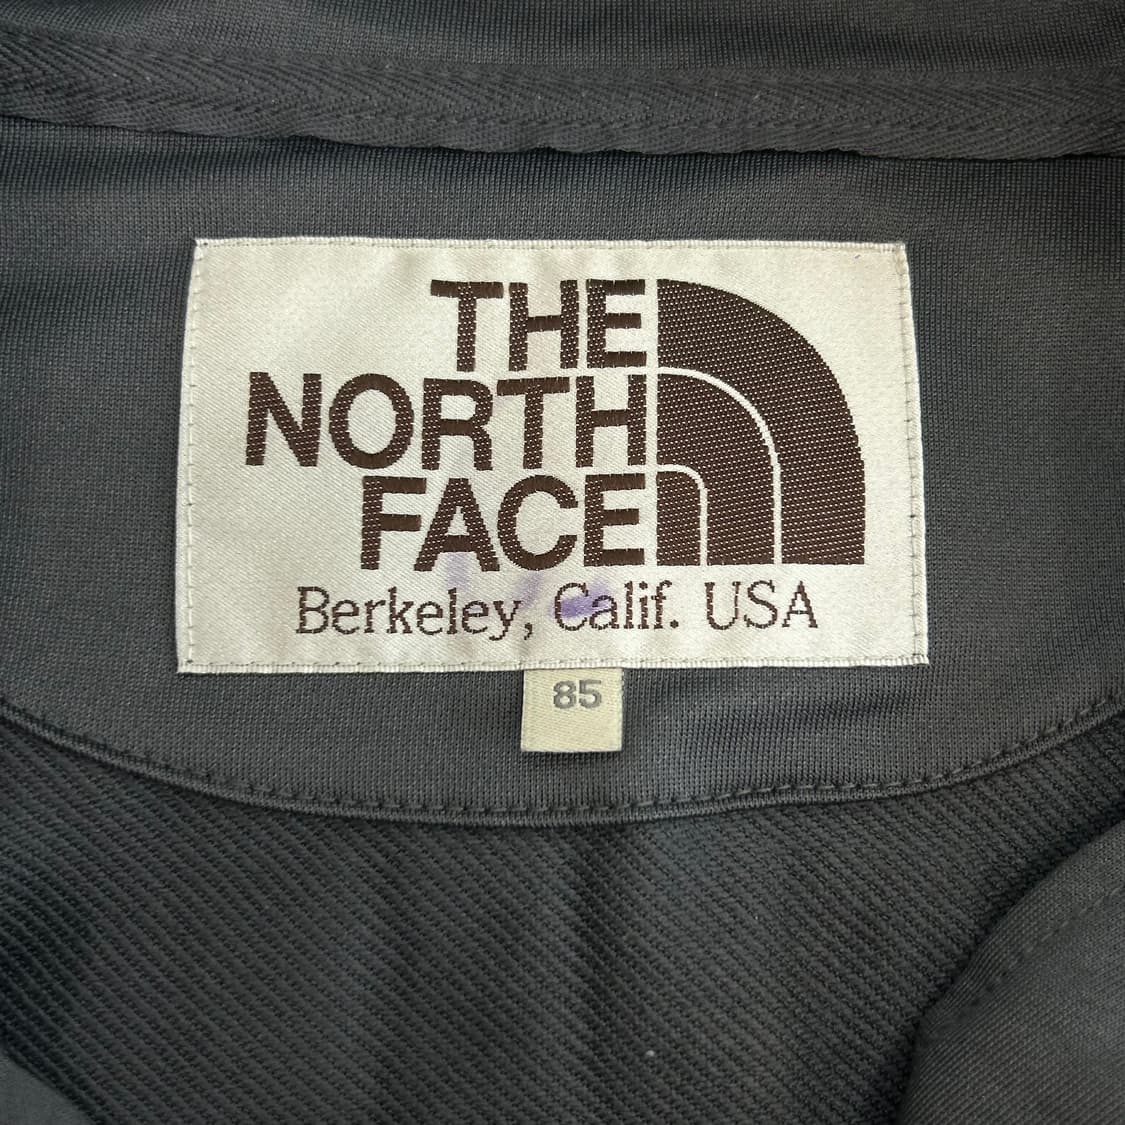 THE
NORTH
FACE
Berkeley, Calif. USA
85